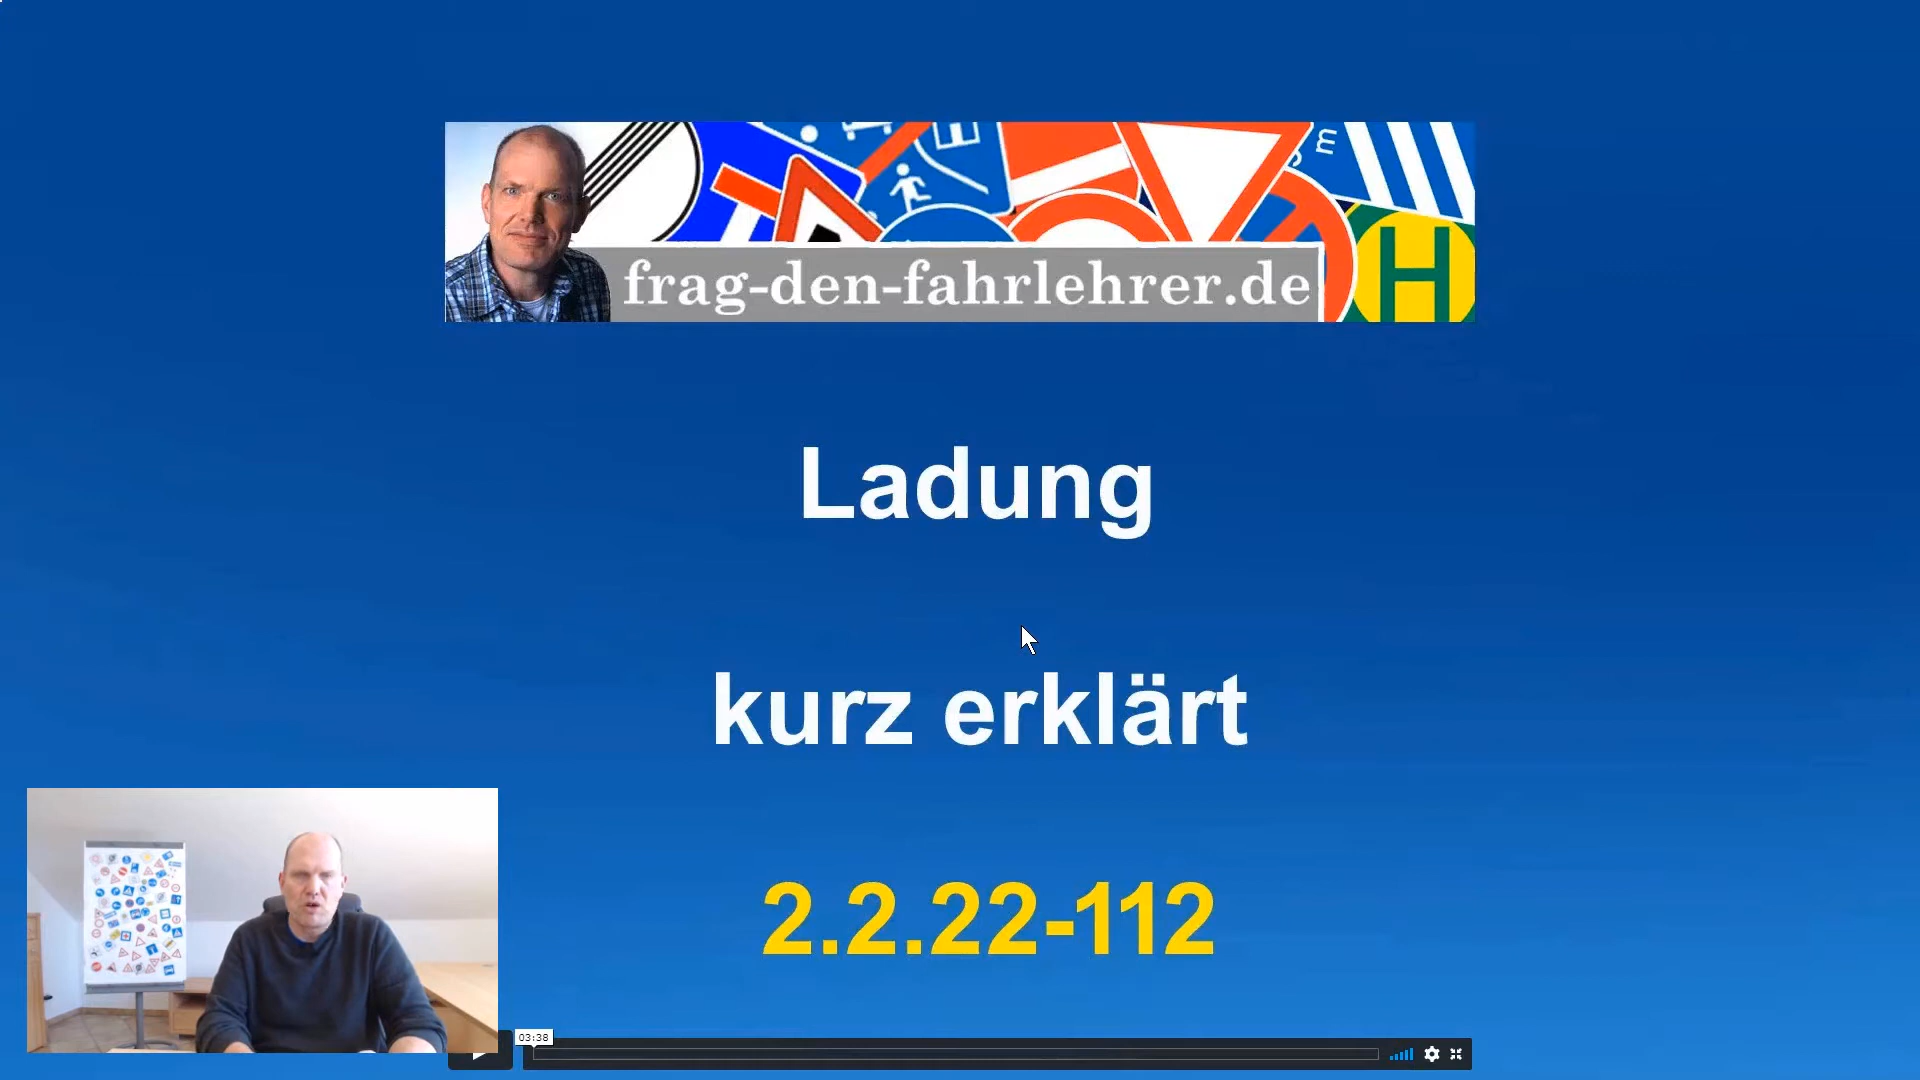 m
H
frag-den-fahrlehrer.de
Ladung
kurz erklärt
2.2.22-112
03:38